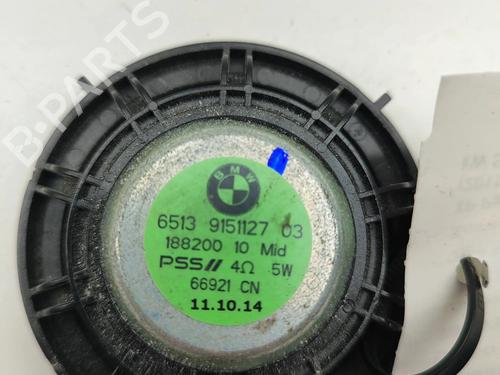 B-PARTS
BMW
6513 9151127 03
188200 10 Mid
PSS// 4Ω 5W
66921 CN
11.10.14